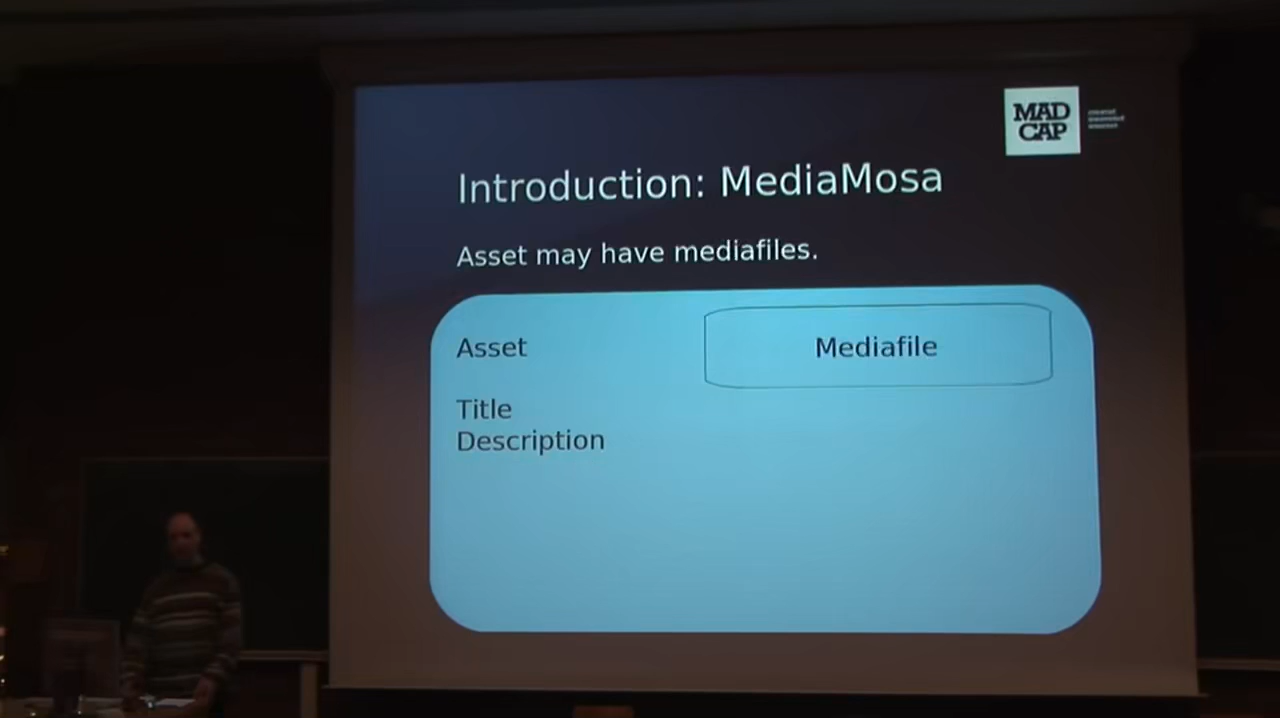 MAD
CAP
Introduction: MediaMosa
Asset may have mediafiles.
Asset
Mediafile
Title
Description